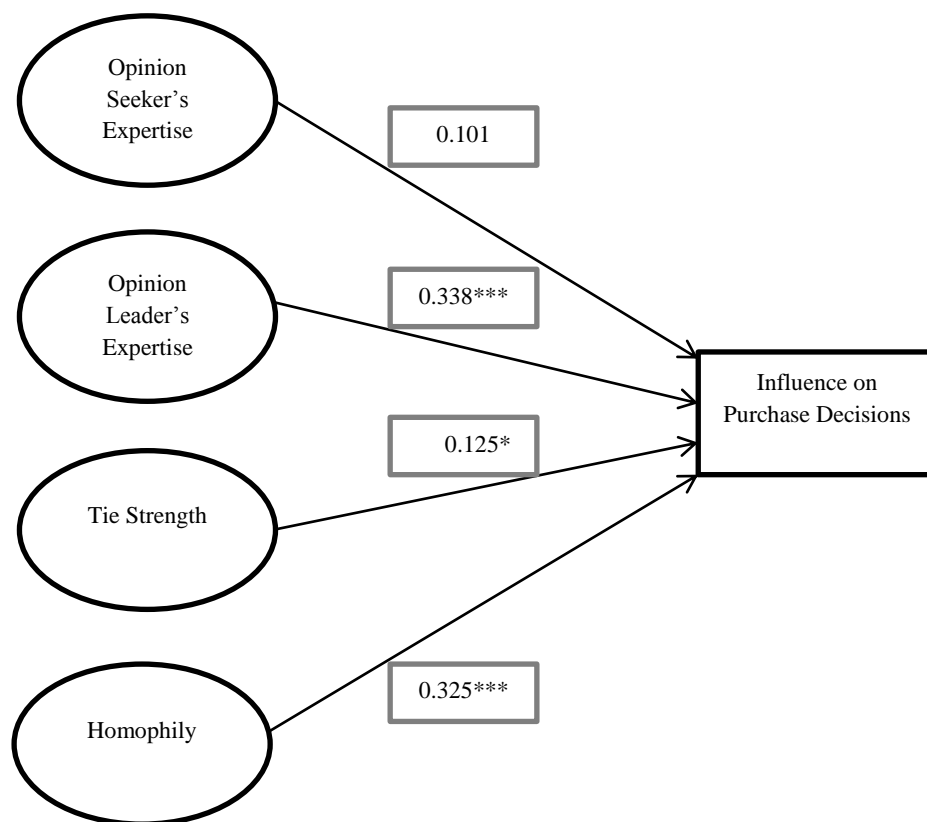 Opinion
Seeker’s
Expertise
0.101
Opinion
Leader’s
Expertise
0.338***
Influence on
Purchase Decisions
0.125*
Tie Strength
0.325***
Homophily